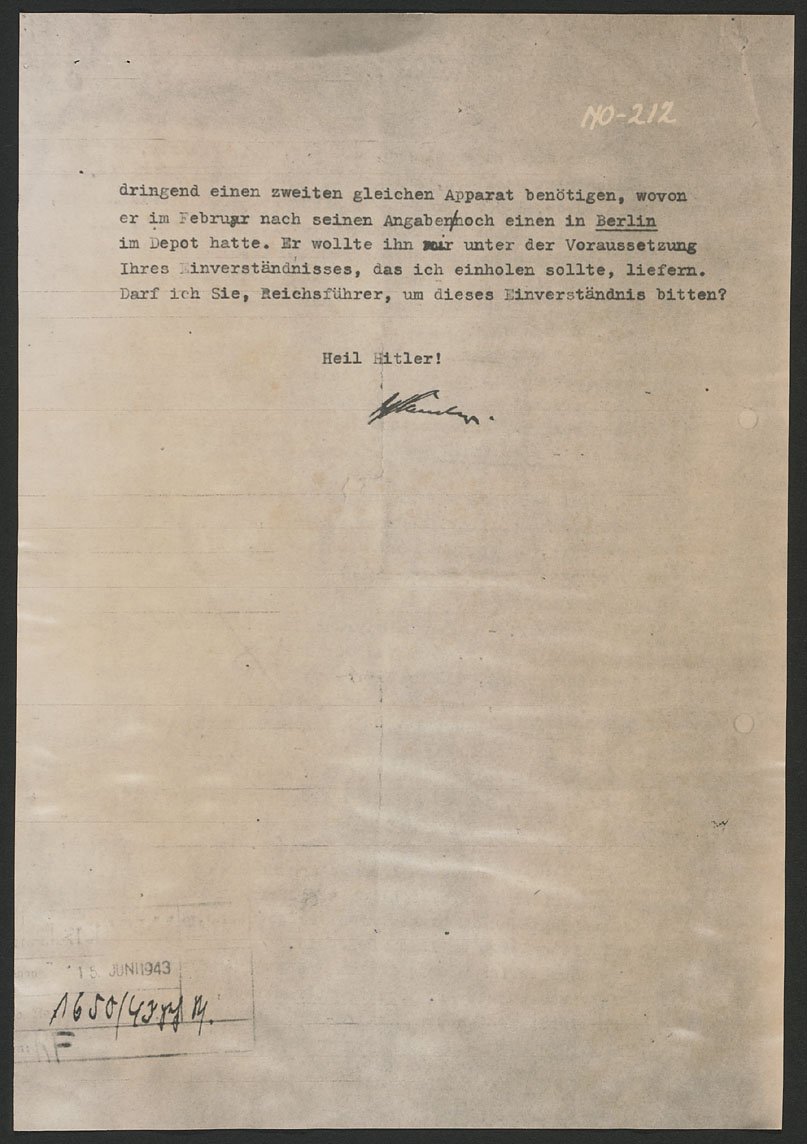 NO-212
dringend einen zweiten gleichen Apparat benötigen, wovon
er im Februar nach seinen Angaben noch einen in Berlin
im Depot hatte. Er wollte ihn mir unter der Voraussetzung
Ihres Einverständnisses, das ich einholen sollte, liefern.
Darf ich Sie, Reichsführer, um dieses Einverständnis bitten?
Heil Hitler!
JUNI 1943
1650/43